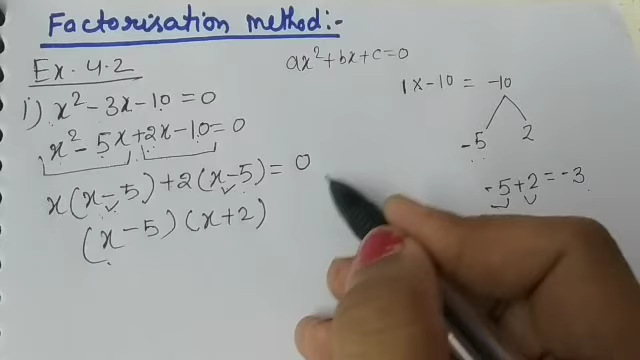 Factorisation method:-
Ex. 4.2
ax²+bx+c=0
i) x² - 3x - 10 = 0
x² - 5x + 2x - 10 = 0
x(x-5) + 2(x-5) = 0
(x-5) (x+2)
1x-10 = -10
-5 2
-5+2 = -3